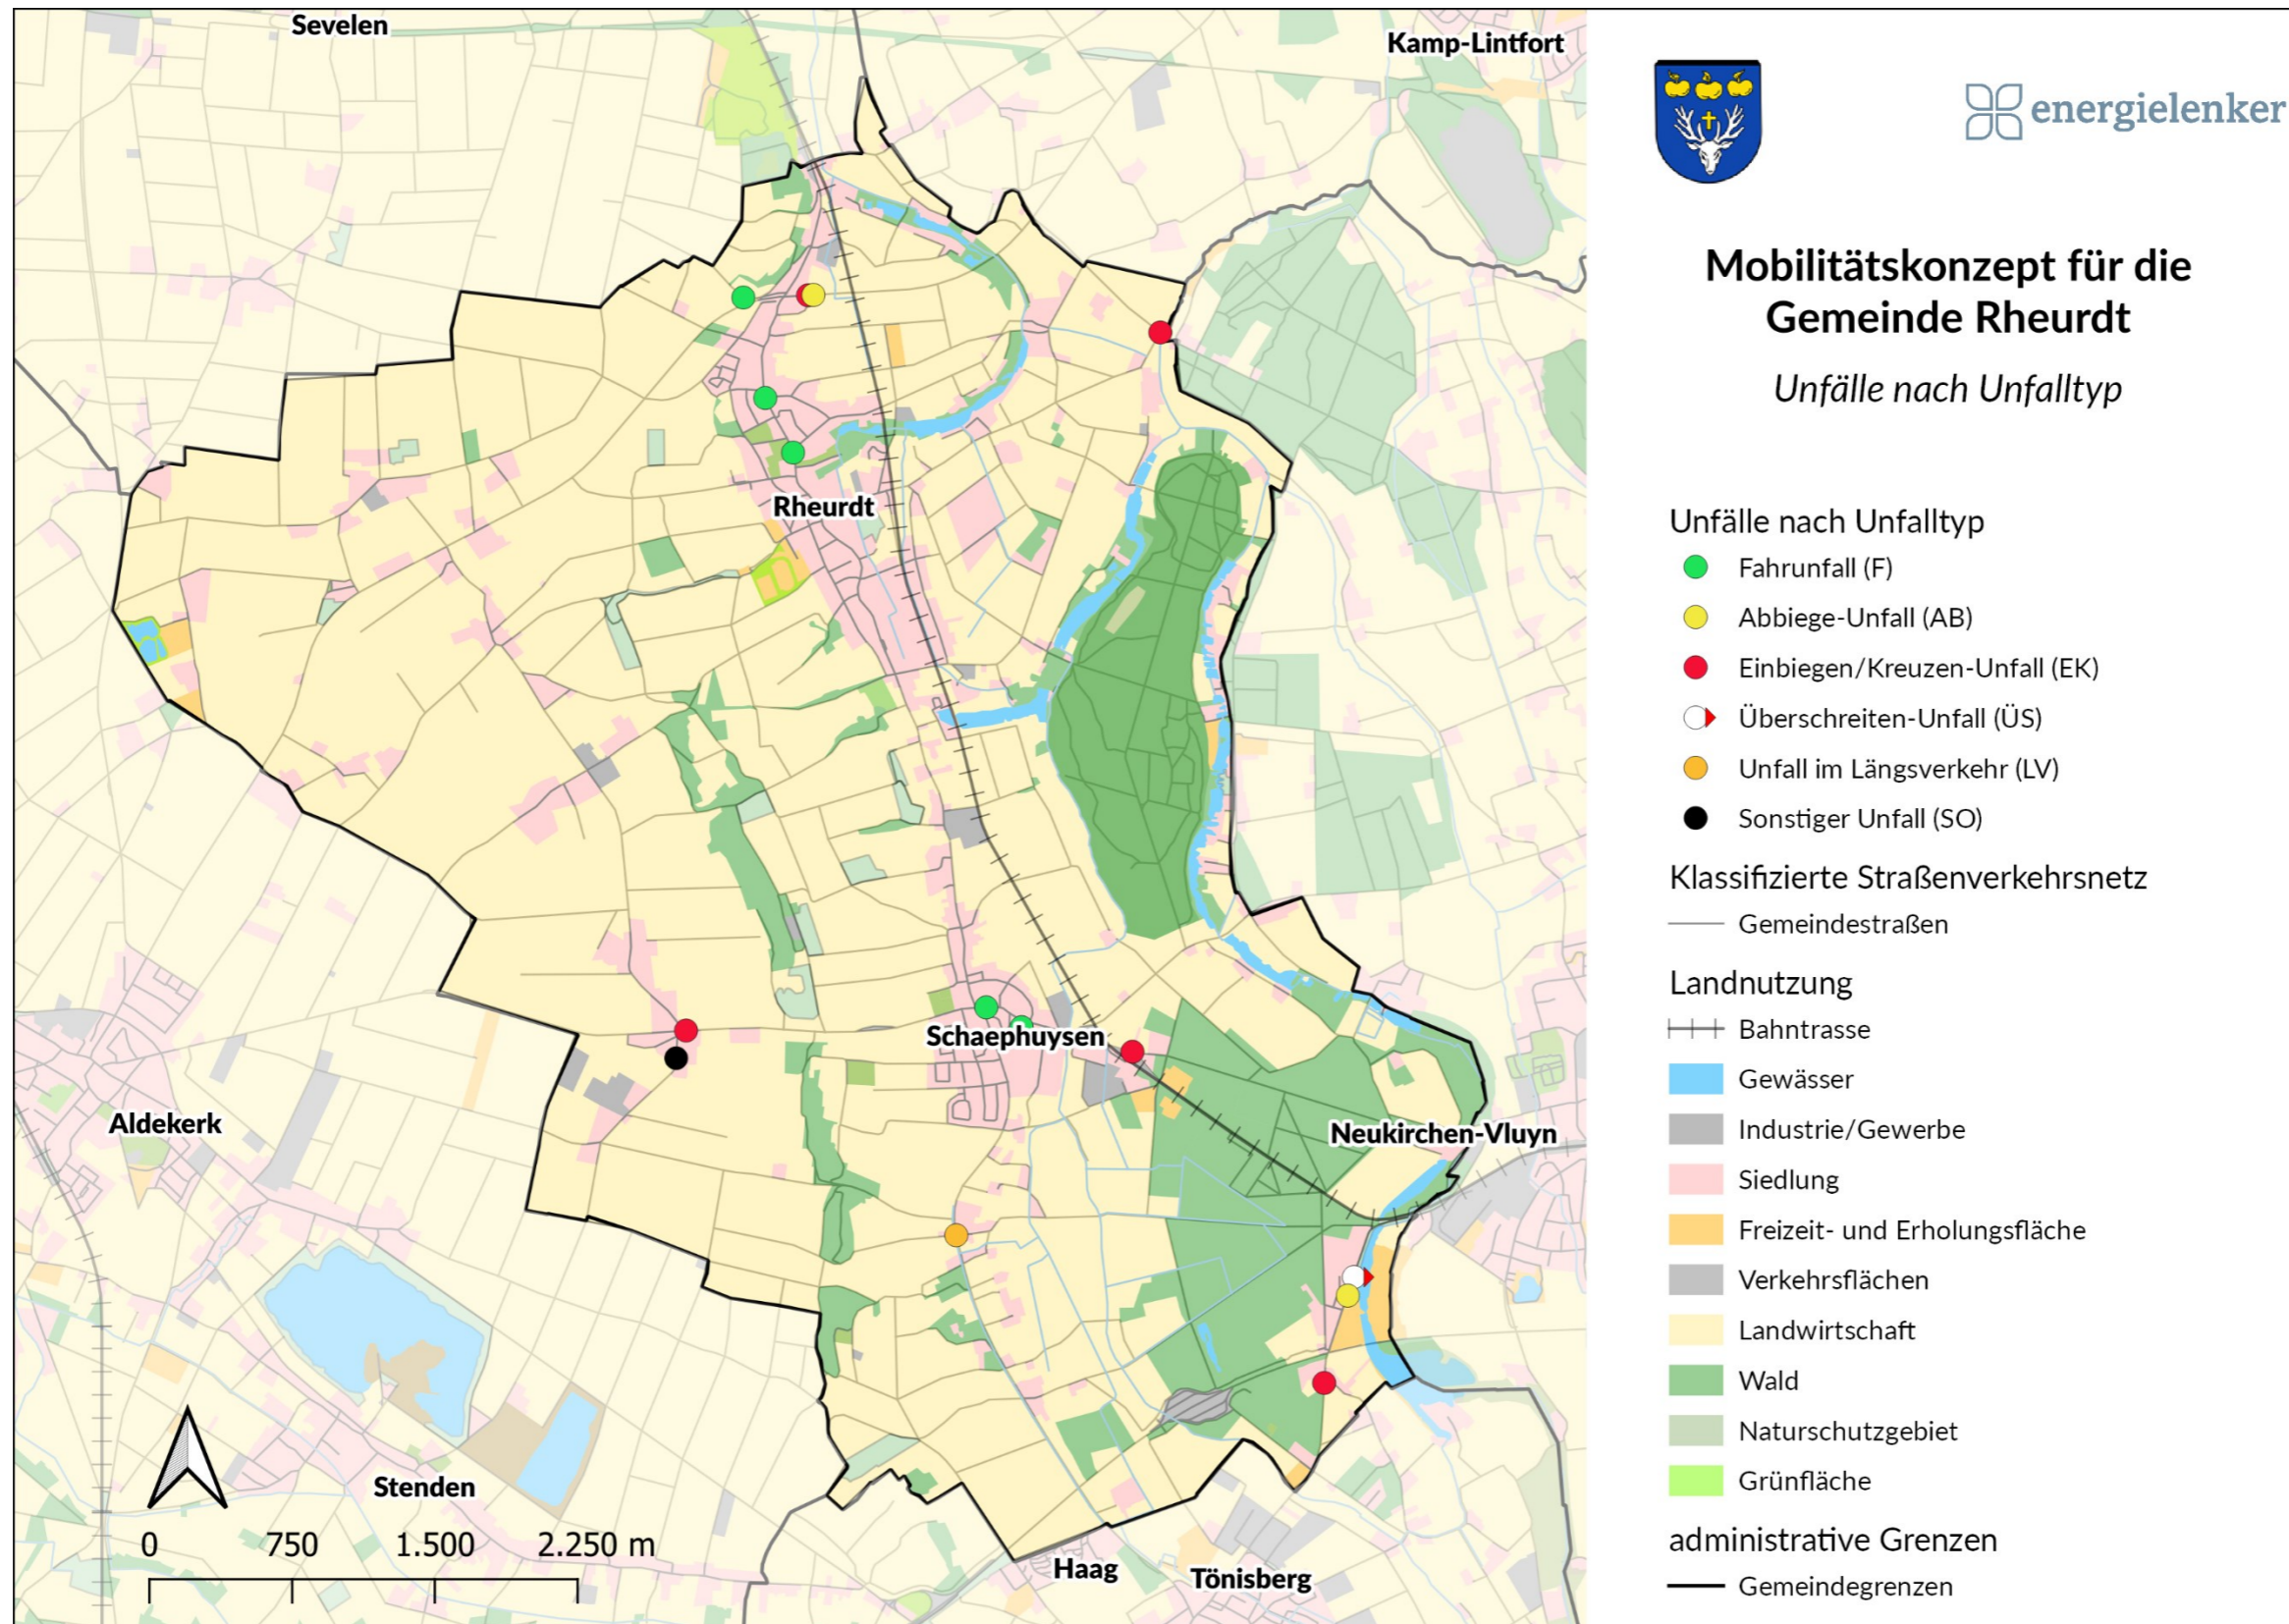 Sevelen
Kamp-Lintfort
Rheurdt
Schaephuysen
Neukirchen-Vluyn
Aldekerk
Stenden
Haag
Tönisberg
0 750 1.500 2.250 m
energielenker
Mobilitätskonzept für die
Gemeinde Rheurdt
Unfälle nach Unfalltyp
Unfälle nach Unfalltyp
Fahrunfall (F)
Abbiege-Unfall (AB)
Einbiegen/Kreuzen-Unfall (EK)
Überschreiten-Unfall (ÜS)
Unfall im Längsverkehr (LV)
Sonstiger Unfall (SO)
Klassifizierte Straßenverkehrsnetz
Gemeindestraßen
Landnutzung
Bahntrasse
Gewässer
Industrie/Gewerbe
Siedlung
Freizeit- und Erholungsfläche
Verkehrsflächen
Landwirtschaft
Wald
Naturschutzgebiet
Grünfläche
administrative Grenzen
Gemeindegrenzen